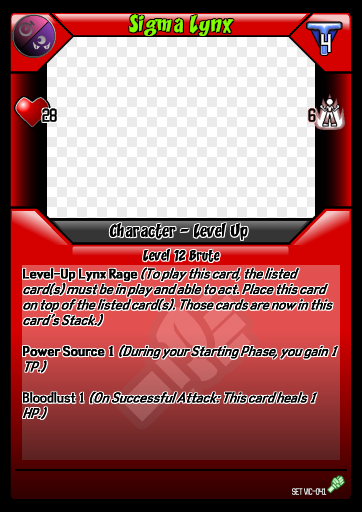 Sigma Lynx
T 4
28
6
Character - Level Up
Level 12 Brute
Level-Up Lynx Rage (To play this card, the listed
card(s) must be in play and able to act. Place this card
on top of the listed card(s). Those cards are now in this
card's Stack.)
Power Source 1 (During your Starting Phase, you gain 1
TP.)
Bloodlust 1 (On Successful Attack: This card heals 1
HP.)
SET VIC-041